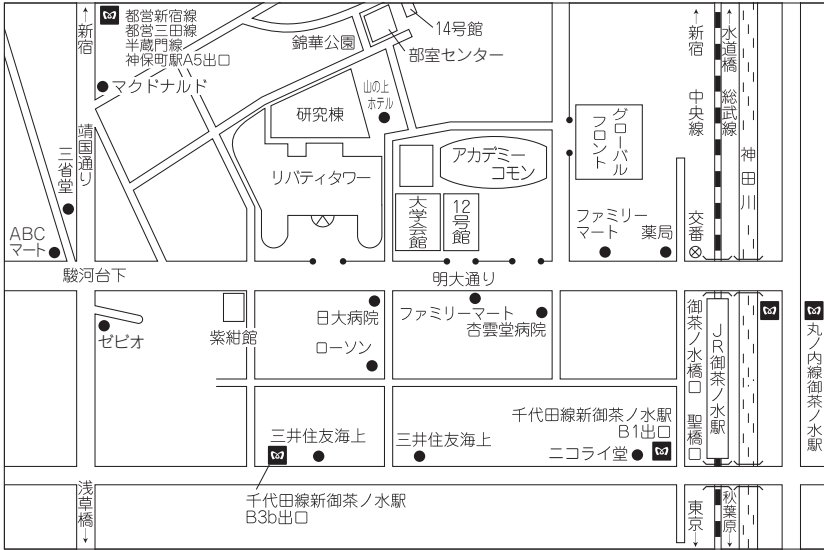 ←新宿
都営新宿線
都営三田線
半蔵門線
神保町駅A5出口
マクドナルド
靖国通り
三省堂
ABC
マート
駿河台下
錦華公園
14号館
部室センター
山の上
ホテル
研究棟
リバティタワー
アカデミー
コモン
グローバル
フロント
大学会館
12号館
ファミリー
マート
薬局
←新宿 中央線
←水道橋 総武線
神田川
交番
明大通り
ゼビオ
紫紺館
日大病院
ローソン
ファミリーマート
杏雲堂病院
御茶ノ水橋口
JR御茶ノ水駅
聖橋口
丸ノ内線御茶ノ水駅
三井住友海上
三井住友海上
千代田線新御茶ノ水駅
B1出口
ニコライ堂
千代田線新御茶ノ水駅
B3b出口
浅草橋→
東京→
秋葉原→